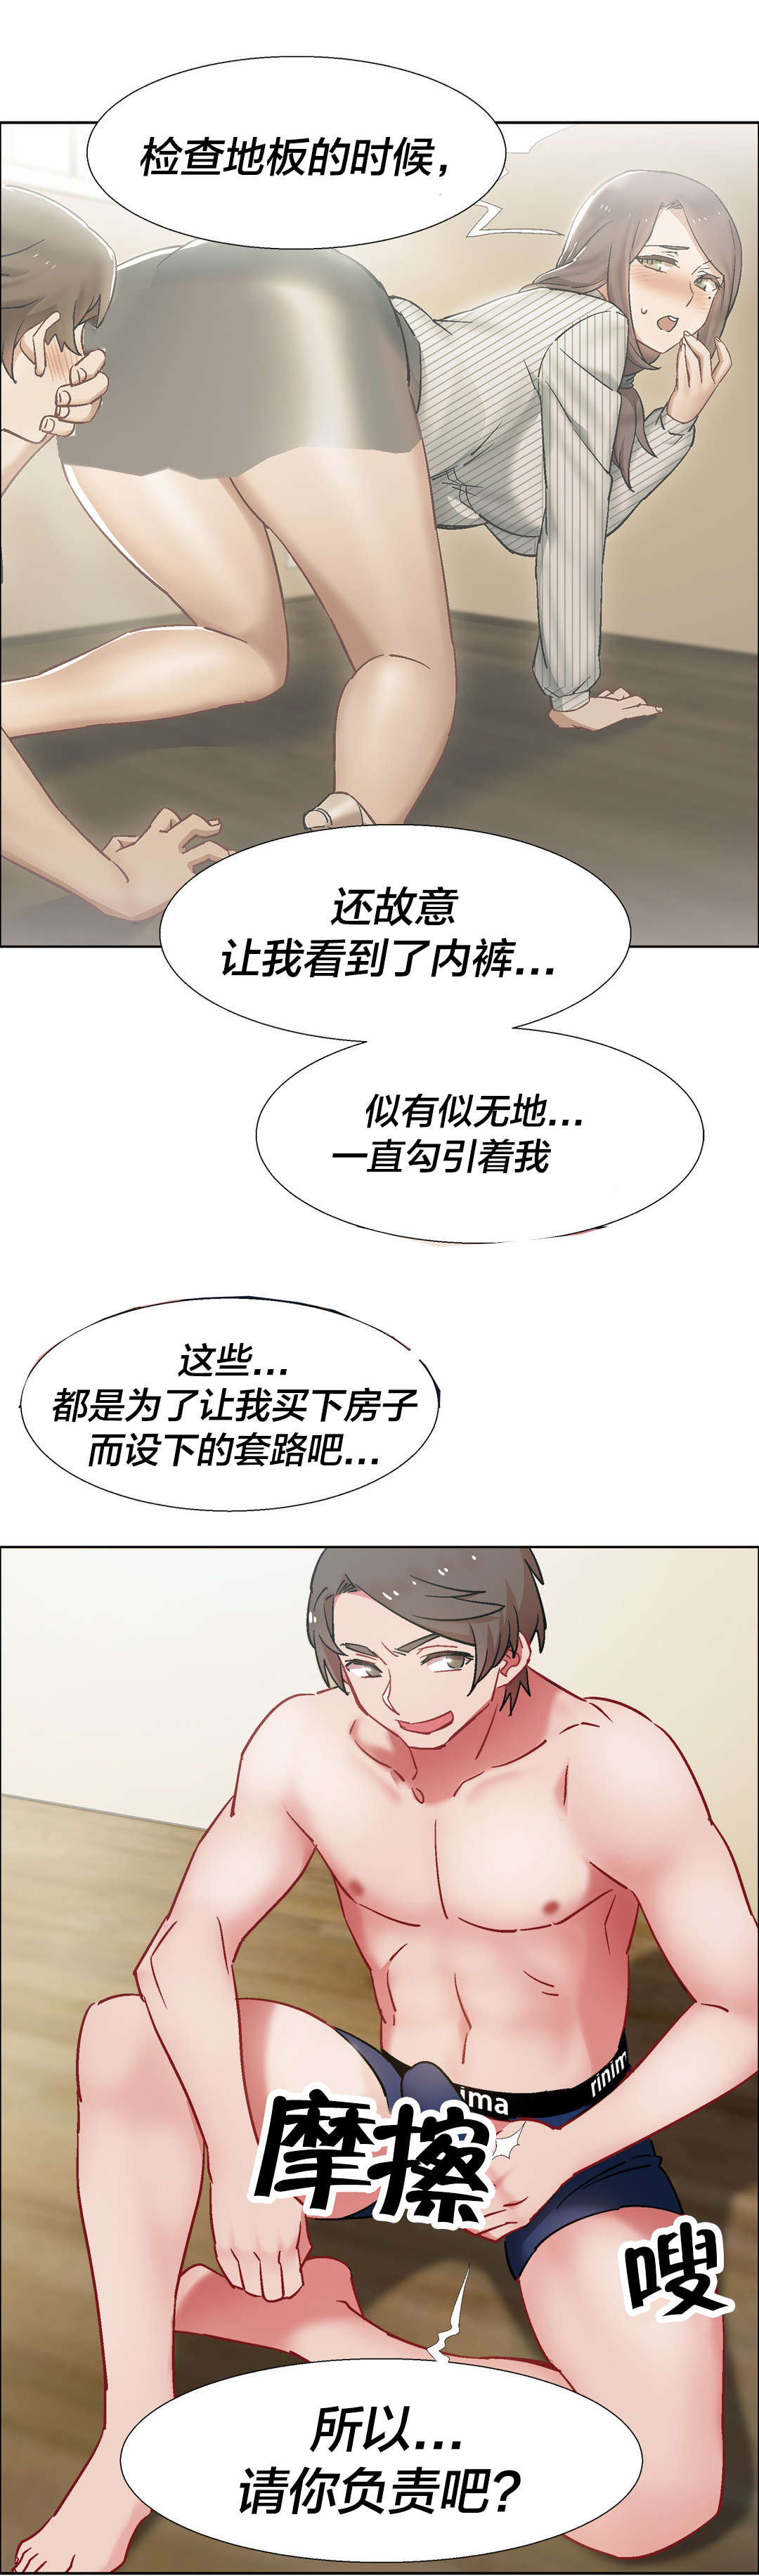 检查地板的时候，
还故意
让我看到了内裤…
似有似无地…
一直勾引着我
这些…
都是为了让我买下房子
而设下的套路吧…
ima
rinim
摩擦
嗖
所以…
请你负责吧？